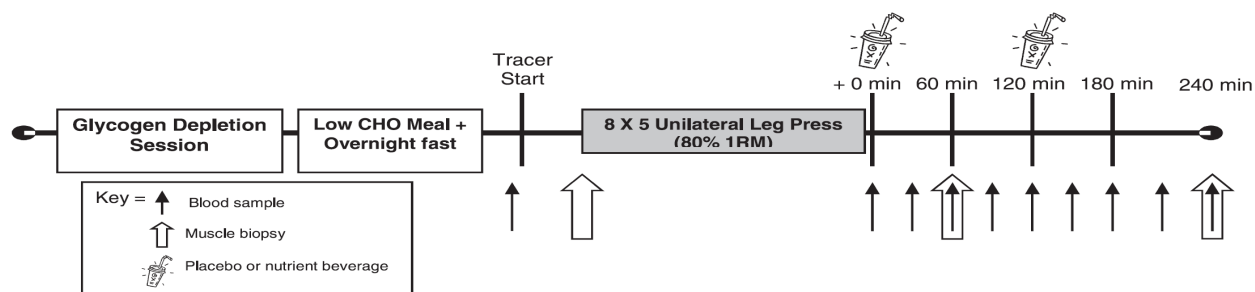 Tracer
Start
+ 0 min 60 min 120 min 180 min 240 min
Glycogen Depletion
Session
Low CHO Meal +
Overnight fast
8 X 5 Unilateral Leg Press
(80% 1RM)
Key =
Blood sample
Muscle biopsy
Placebo or nutrient beverage